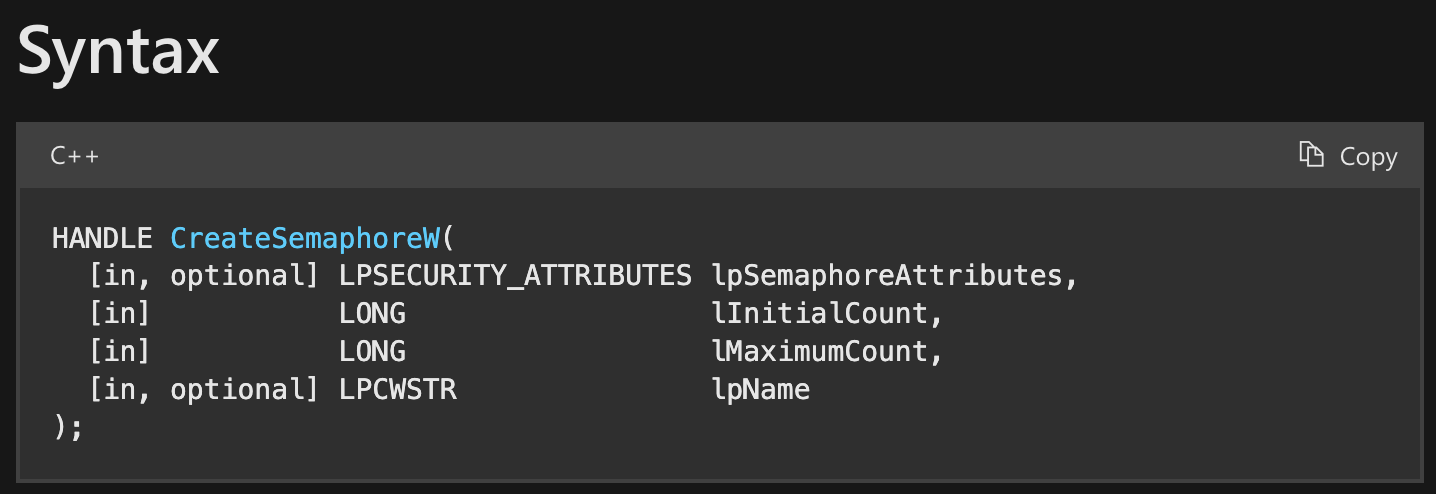 Syntax
C++
Copy
HANDLE CreateSemaphoreW(
  [in, optional] LPSECURITY_ATTRIBUTES lpSemaphoreAttributes,
  [in]           LONG                  lInitialCount,
  [in]           LONG                  lMaximumCount,
  [in, optional] LPCWSTR               lpName
);